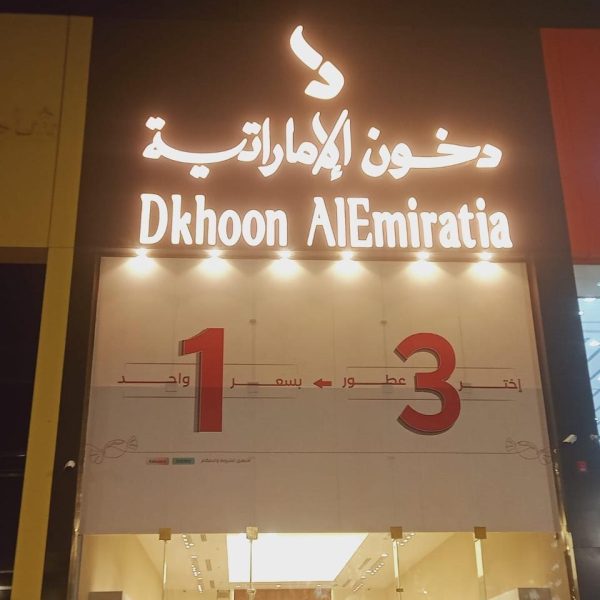 د
دخون الإماراتية
Dkhoon AlEmiratia
إختر 3 عطور ← بسعر 1 واحد